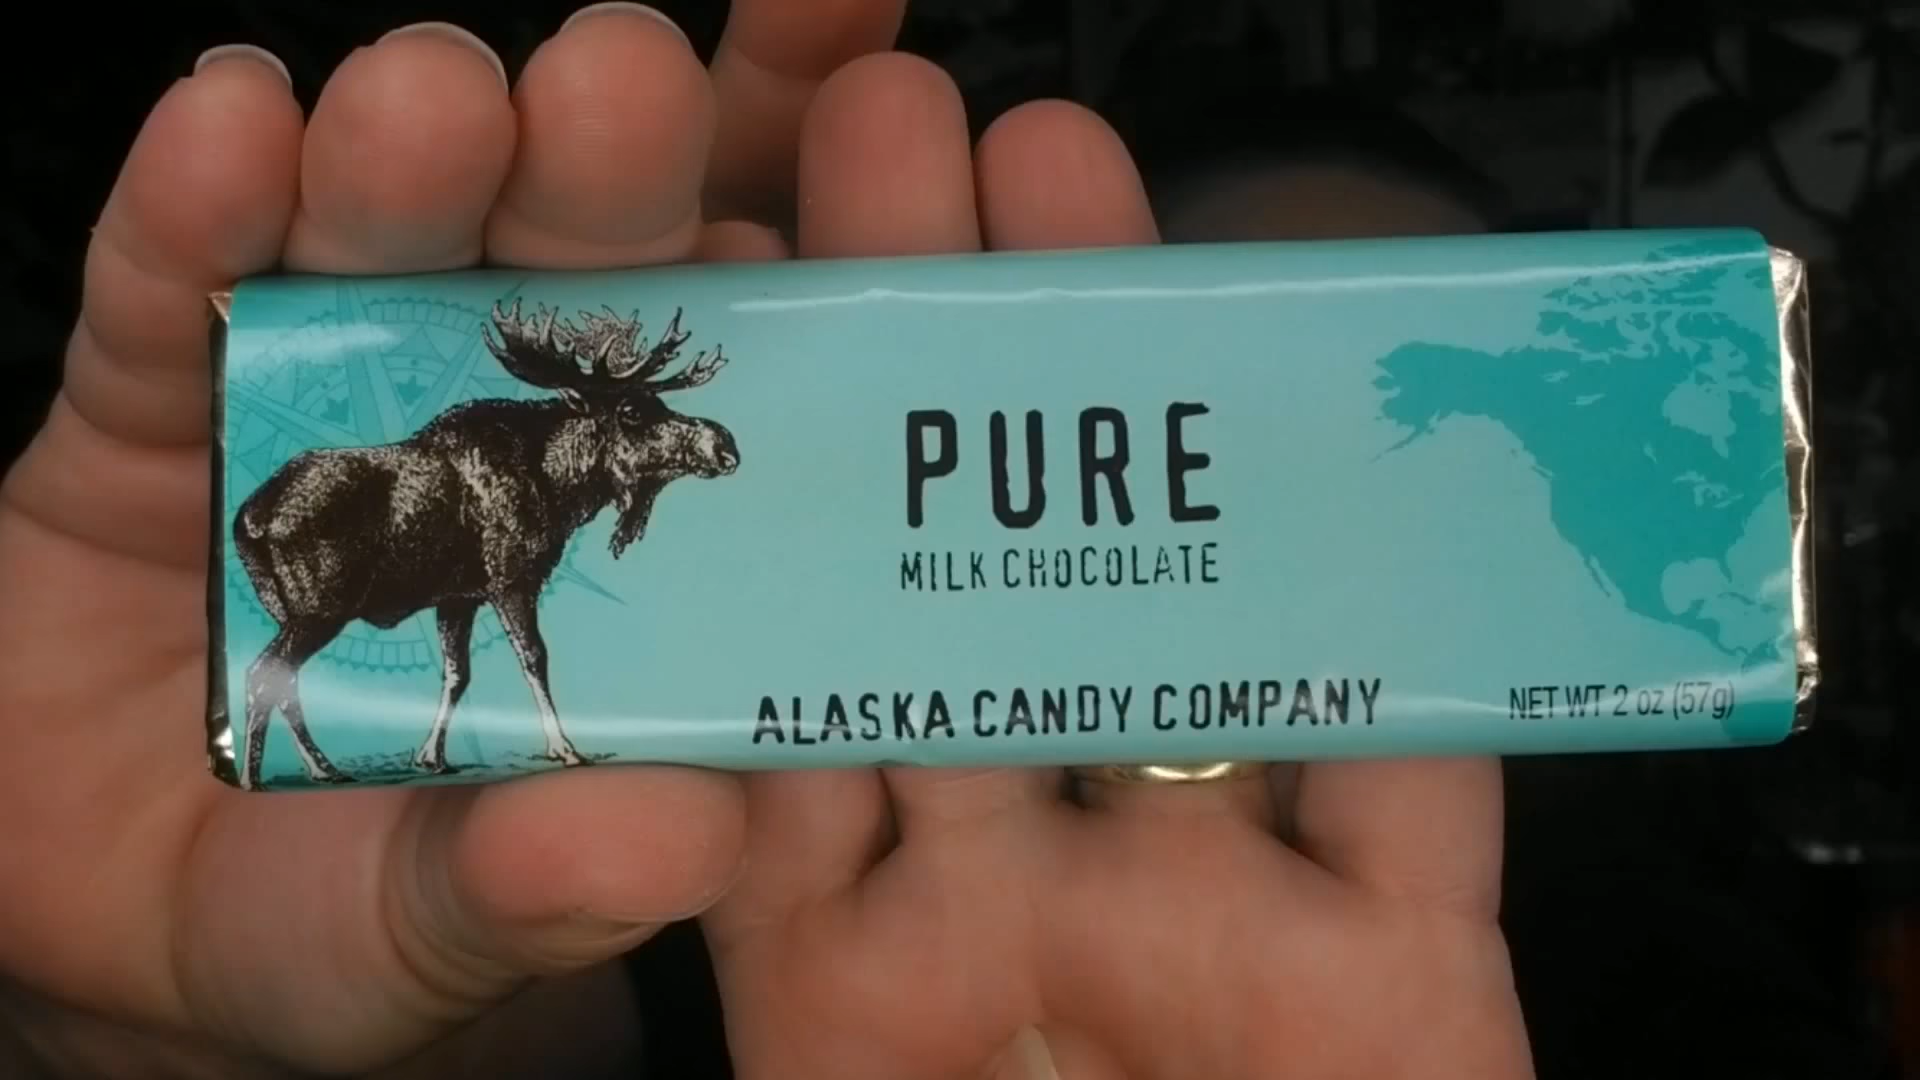 PURE
MILK CHOCOLATE
ALASKA CANDY COMPANY
NET WT 2 oz (57g)